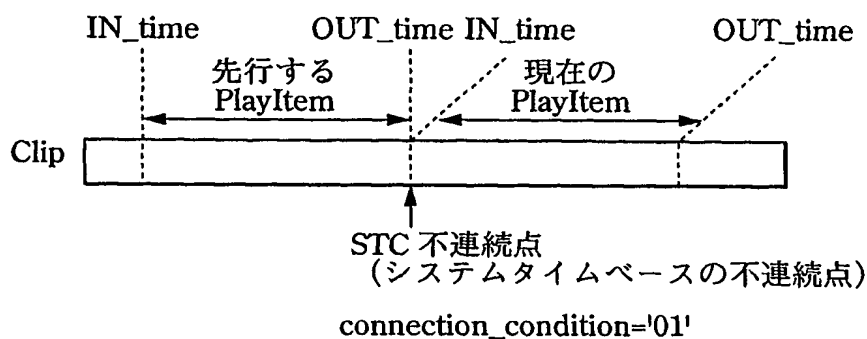 IN_time OUT_time IN_time OUT_time
先行する 現在の
PlayItem PlayItem
Clip
STC 不連続点
(システムタイムベースの不連続点)
connection_condition='01'